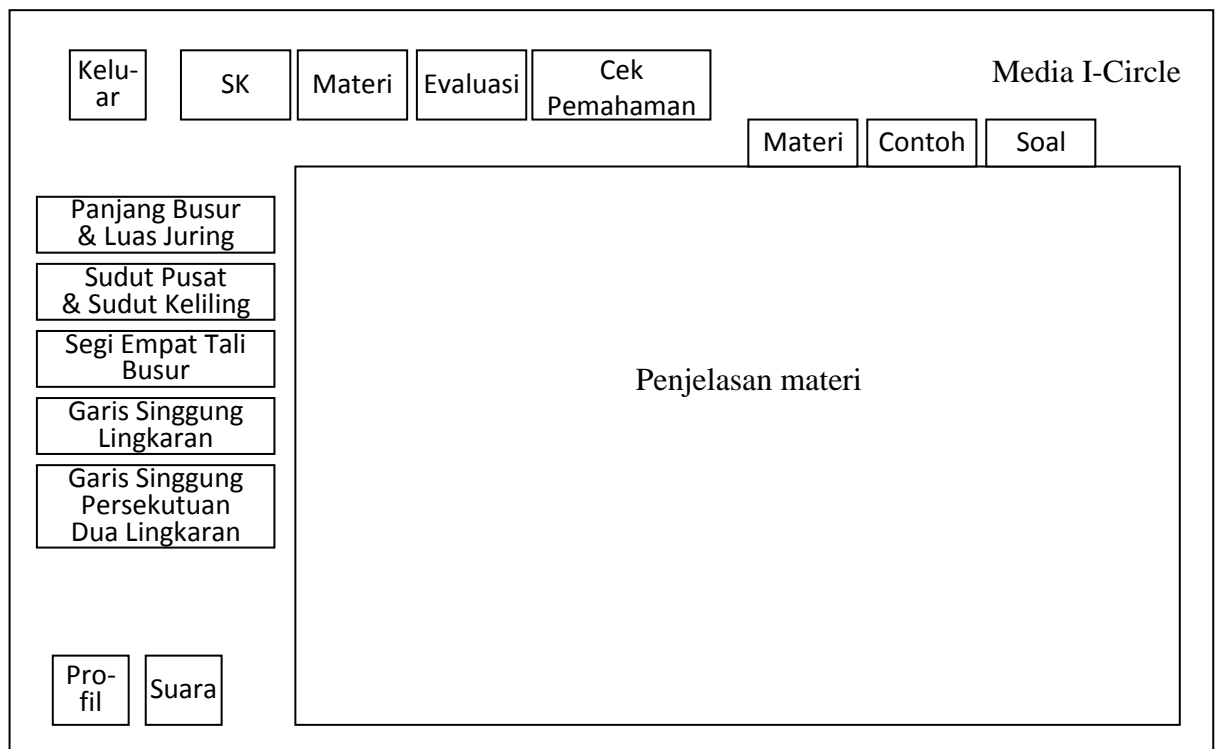 Kelu-
ar
SK
Materi
Evaluasi
Cek
Pemahaman
Media I-Circle
Materi
Contoh
Soal
Panjang Busur
& Luas Juring
Sudut Pusat
& Sudut Keliling
Segi Empat Tali
Busur
Garis Singgung
Lingkaran
Garis Singgung
Persekutuan
Dua Lingkaran
Penjelasan materi
Pro-
fil
Suara